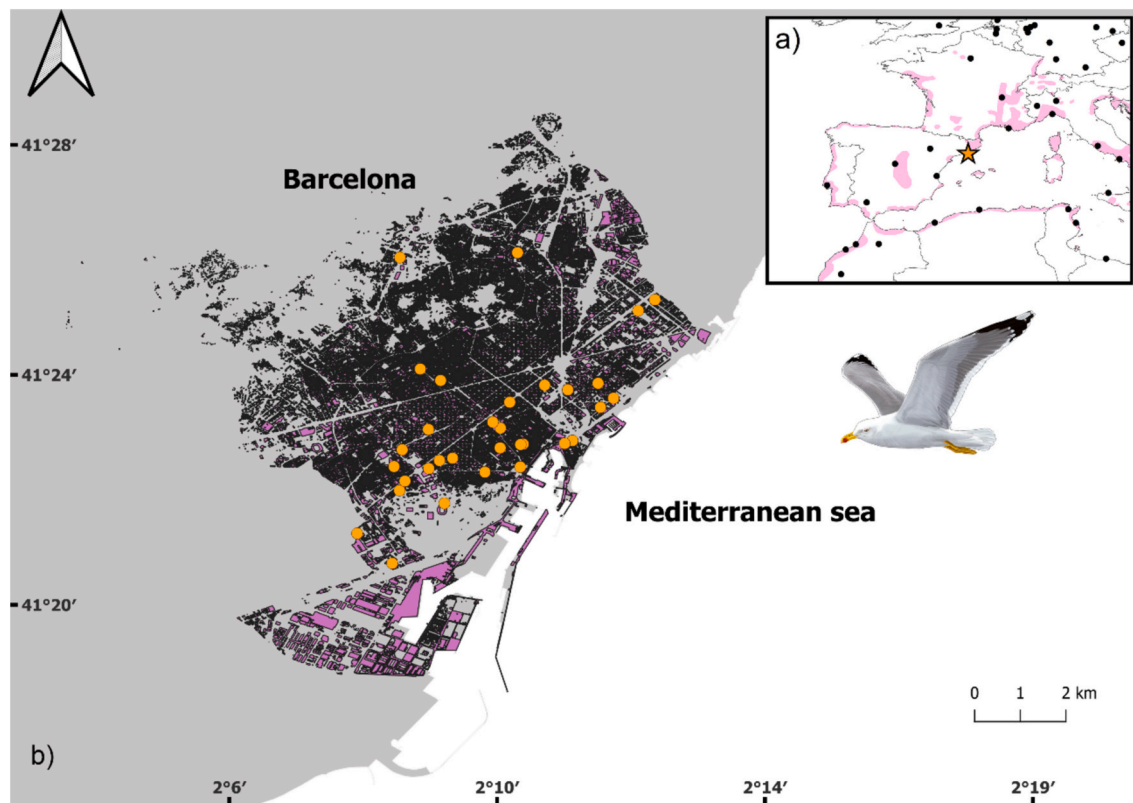 a)
41°28′
Barcelona
41°24′
Mediterranean sea
41°20′
0 1 2 km
b)
2°6′ 2°10′ 2°14′ 2°19′